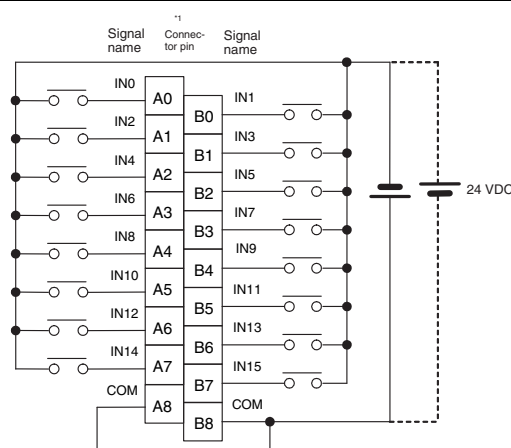 *1
Signal name
Connec-tor pin
Signal name
IN0
A0
IN1
B0
IN2
A1
IN3
B1
IN4
A2
IN5
B2
IN6
A3
IN7
B3
IN8
A4
IN9
B4
IN10
A5
IN11
B5
IN12
A6
IN13
B6
IN14
A7
IN15
B7
COM
A8
COM
B8
24 VDC